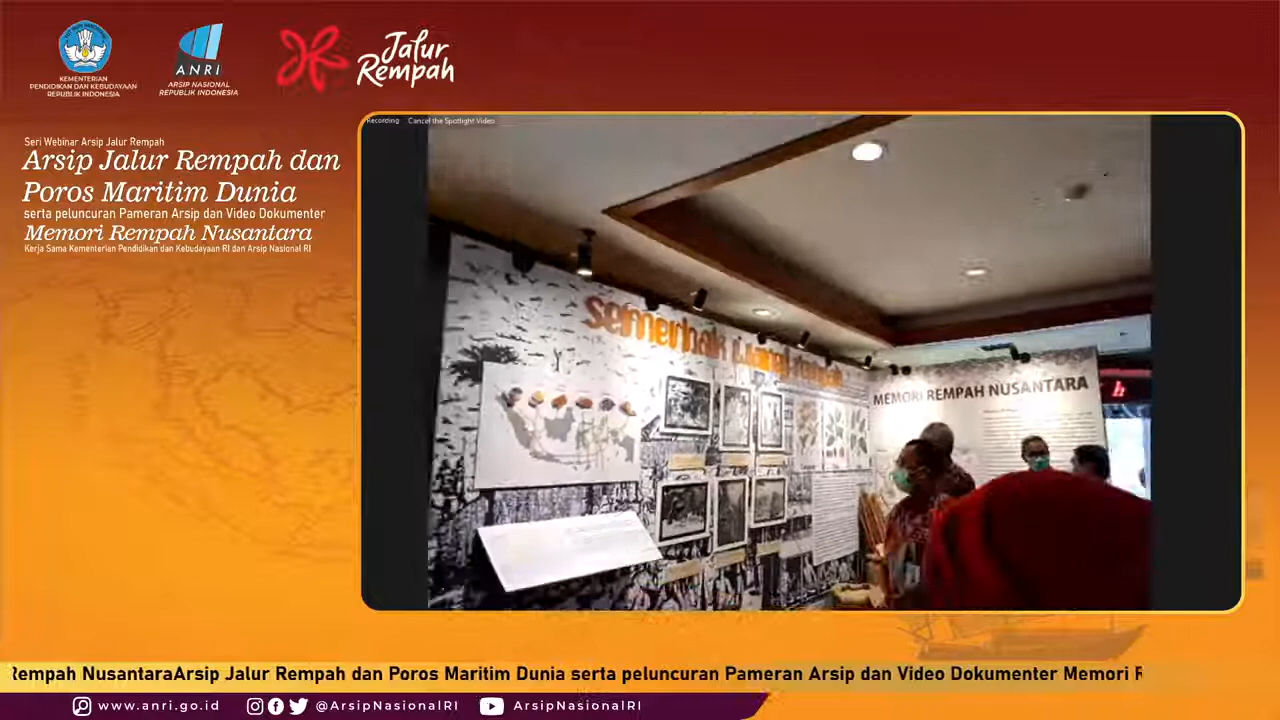 KEMENTERIAN
PENDIDIKAN DAN KEBUDAYAAN
REPUBLIK INDONESIA
ANRI
ARSIP NASIONAL
REPUBLIK INDONESIA
Jalur
Rempah
Recording Cancel the Spotlight Video
Seri Webinar Arsip Jalur Rempah
Arsip Jalur Rempah dan
Poros Maritim Dunia
serta peluncuran Pameran Arsip dan Video Dokumenter
Memori Rempah Nusantara
Kerja Sama Kementerian Pendidikan dan Kebudayaan RI dan Arsip Nasional RI
semerbak
MEMORI REMPAH NUSANTARA
h
Rempah NusantaraArsip Jalur Rempah dan Poros Maritim Dunia serta peluncuran Pameran Arsip dan Video Dokumenter Memori R
www.anri.go.id @ArsipNasionalRI ArsipNasionalRI